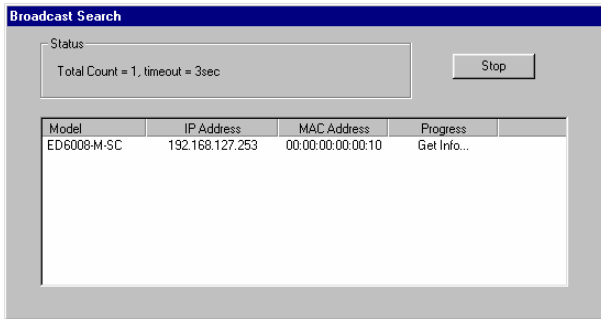 Broadcast Search
Status
Total Count = 1, timeout = 3sec
Stop
Model IP Address MAC Address Progress
ED6008-M-SC 192.168.127.253 00:00:00:00:00:10 Get Info...